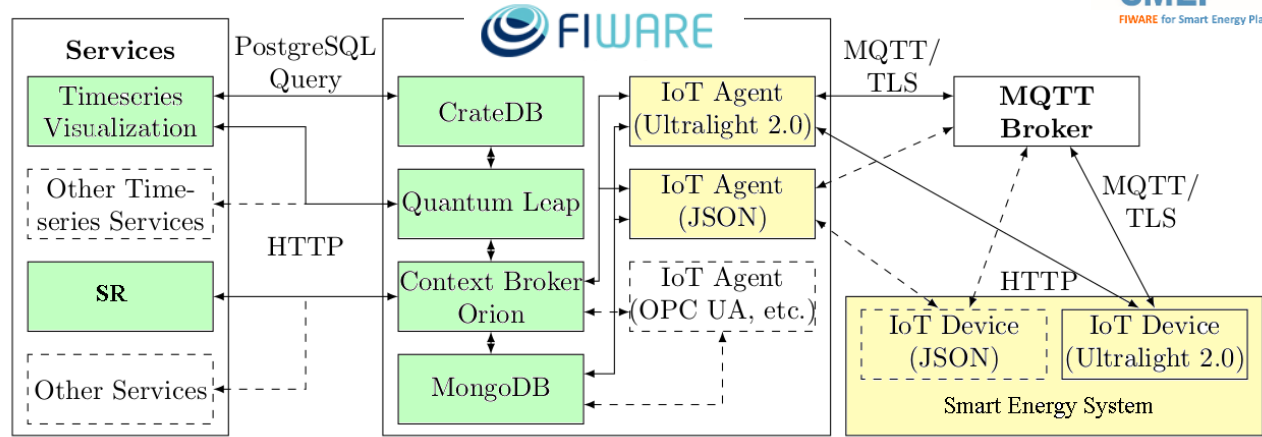 Services
Timeseries
Visualization
Other Time-
series Services
SR
Other Services
PostgreSQL
Query
HTTP
FIWARE
CrateDB
Quantum Leap
Context Broker
Orion
MongoDB
IoT Agent
(Ultralight 2.0)
IoT Agent
(JSON)
IoT Agent
(OPC UA, etc.)
MQTT/
TLS
MQTT
Broker
MQTT/
TLS
HTTP
IoT Device
(JSON)
IoT Device
(Ultralight 2.0)
Smart Energy System
FIWARE for Smart Energy Pla